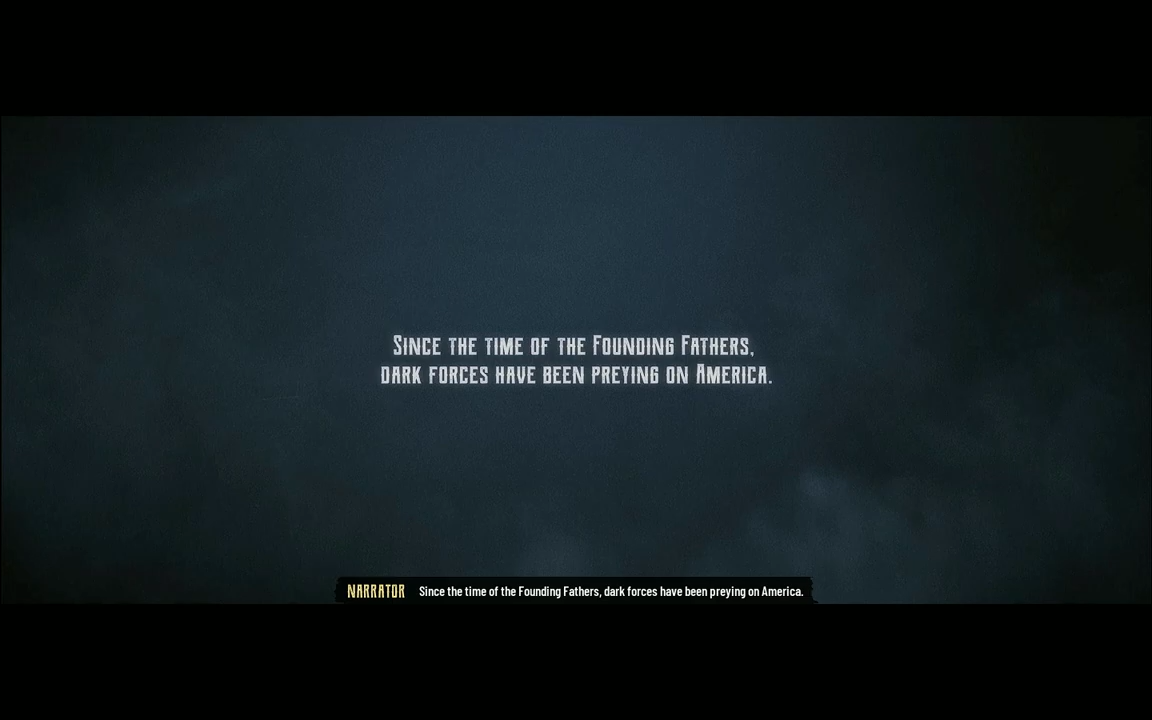 Since the time of the Founding Fathers,
dark forces have been preying on America.
NARRATOR Since the time of the Founding Fathers, dark forces have been preying on America.